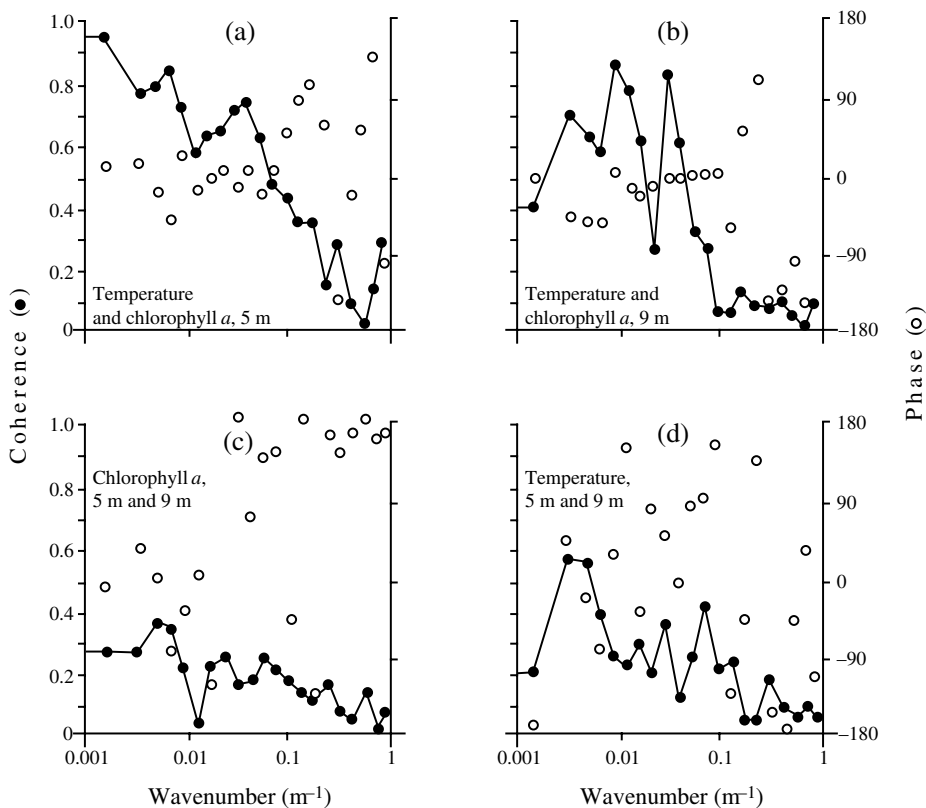 1.0
0.8
0.6
0.4
0.2
0
(a)
Temperature
and chlorophyll a, 5 m
(b)
Temperature and
chlorophyll a, 9 m
180
90
0
–90
–180
Coherence (●)
Phase (○)
1.0
0.8
0.6
0.4
0.2
0
(c)
Chlorophyll a,
5 m and 9 m
(d)
Temperature,
5 m and 9 m
180
90
0
–90
–180
0.001
0.01
0.1
1
0.001
0.01
0.1
1
Wavenumber (m⁻¹)
Wavenumber (m⁻¹)